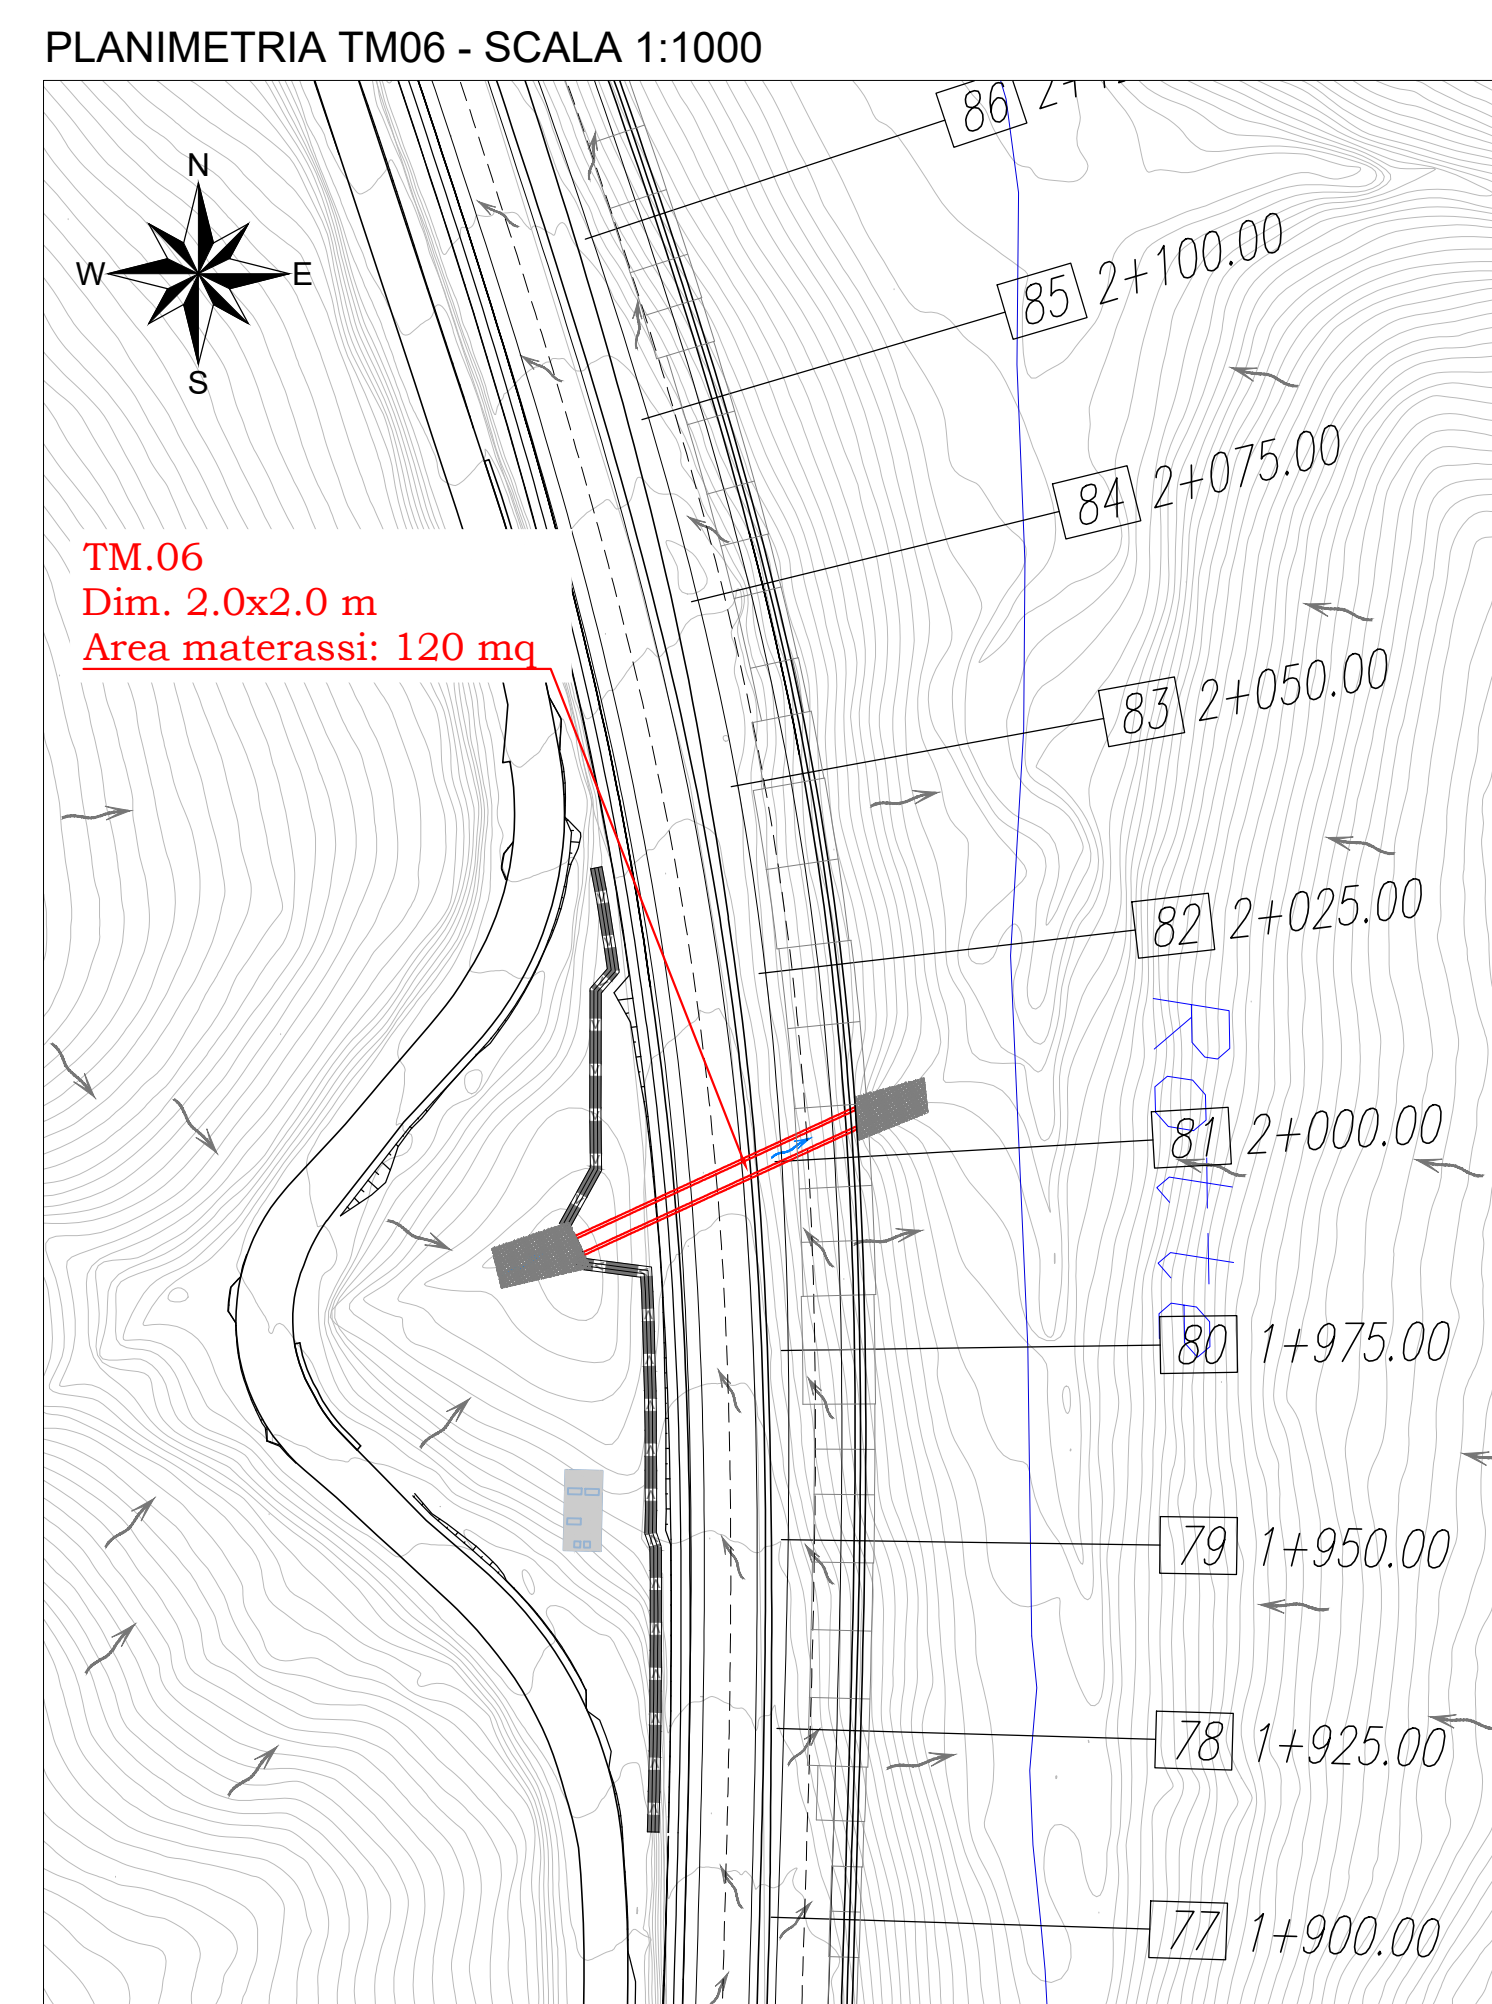 PLANIMETRIA TM06 - SCALA 1:1000
N
W E
S
86
85 2+100.00
84 2+075.00
TM.06
Dim. 2.0x2.0 m
Area materassi: 120 mq
83 2+050.00
82 2+025.00
81 2+000.00
80 1+975.00
79 1+950.00
78 1+925.00
77 1+900.00